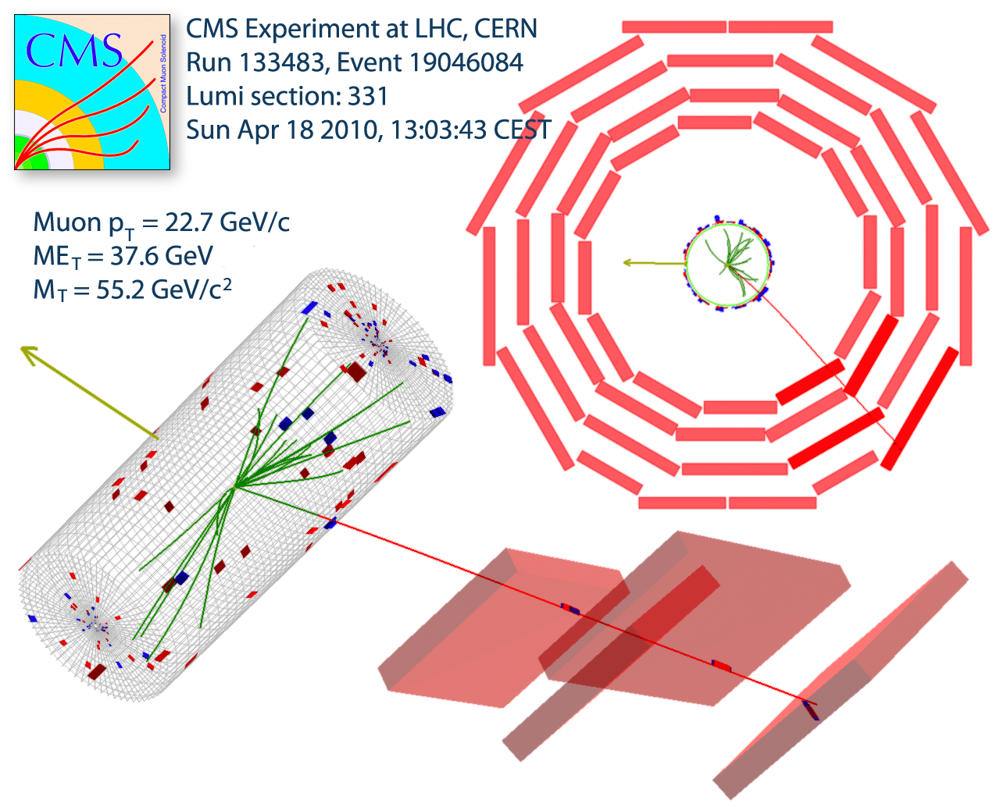 CMS
Compact Muon Solenoid
CMS Experiment at LHC, CERN
Run 133483, Event 19046084
Lumi section: 331
Sun Apr 18 2010, 13:03:43 CEST
Muon pT = 22.7 GeV/c
MET = 37.6 GeV
MT = 55.2 GeV/c²